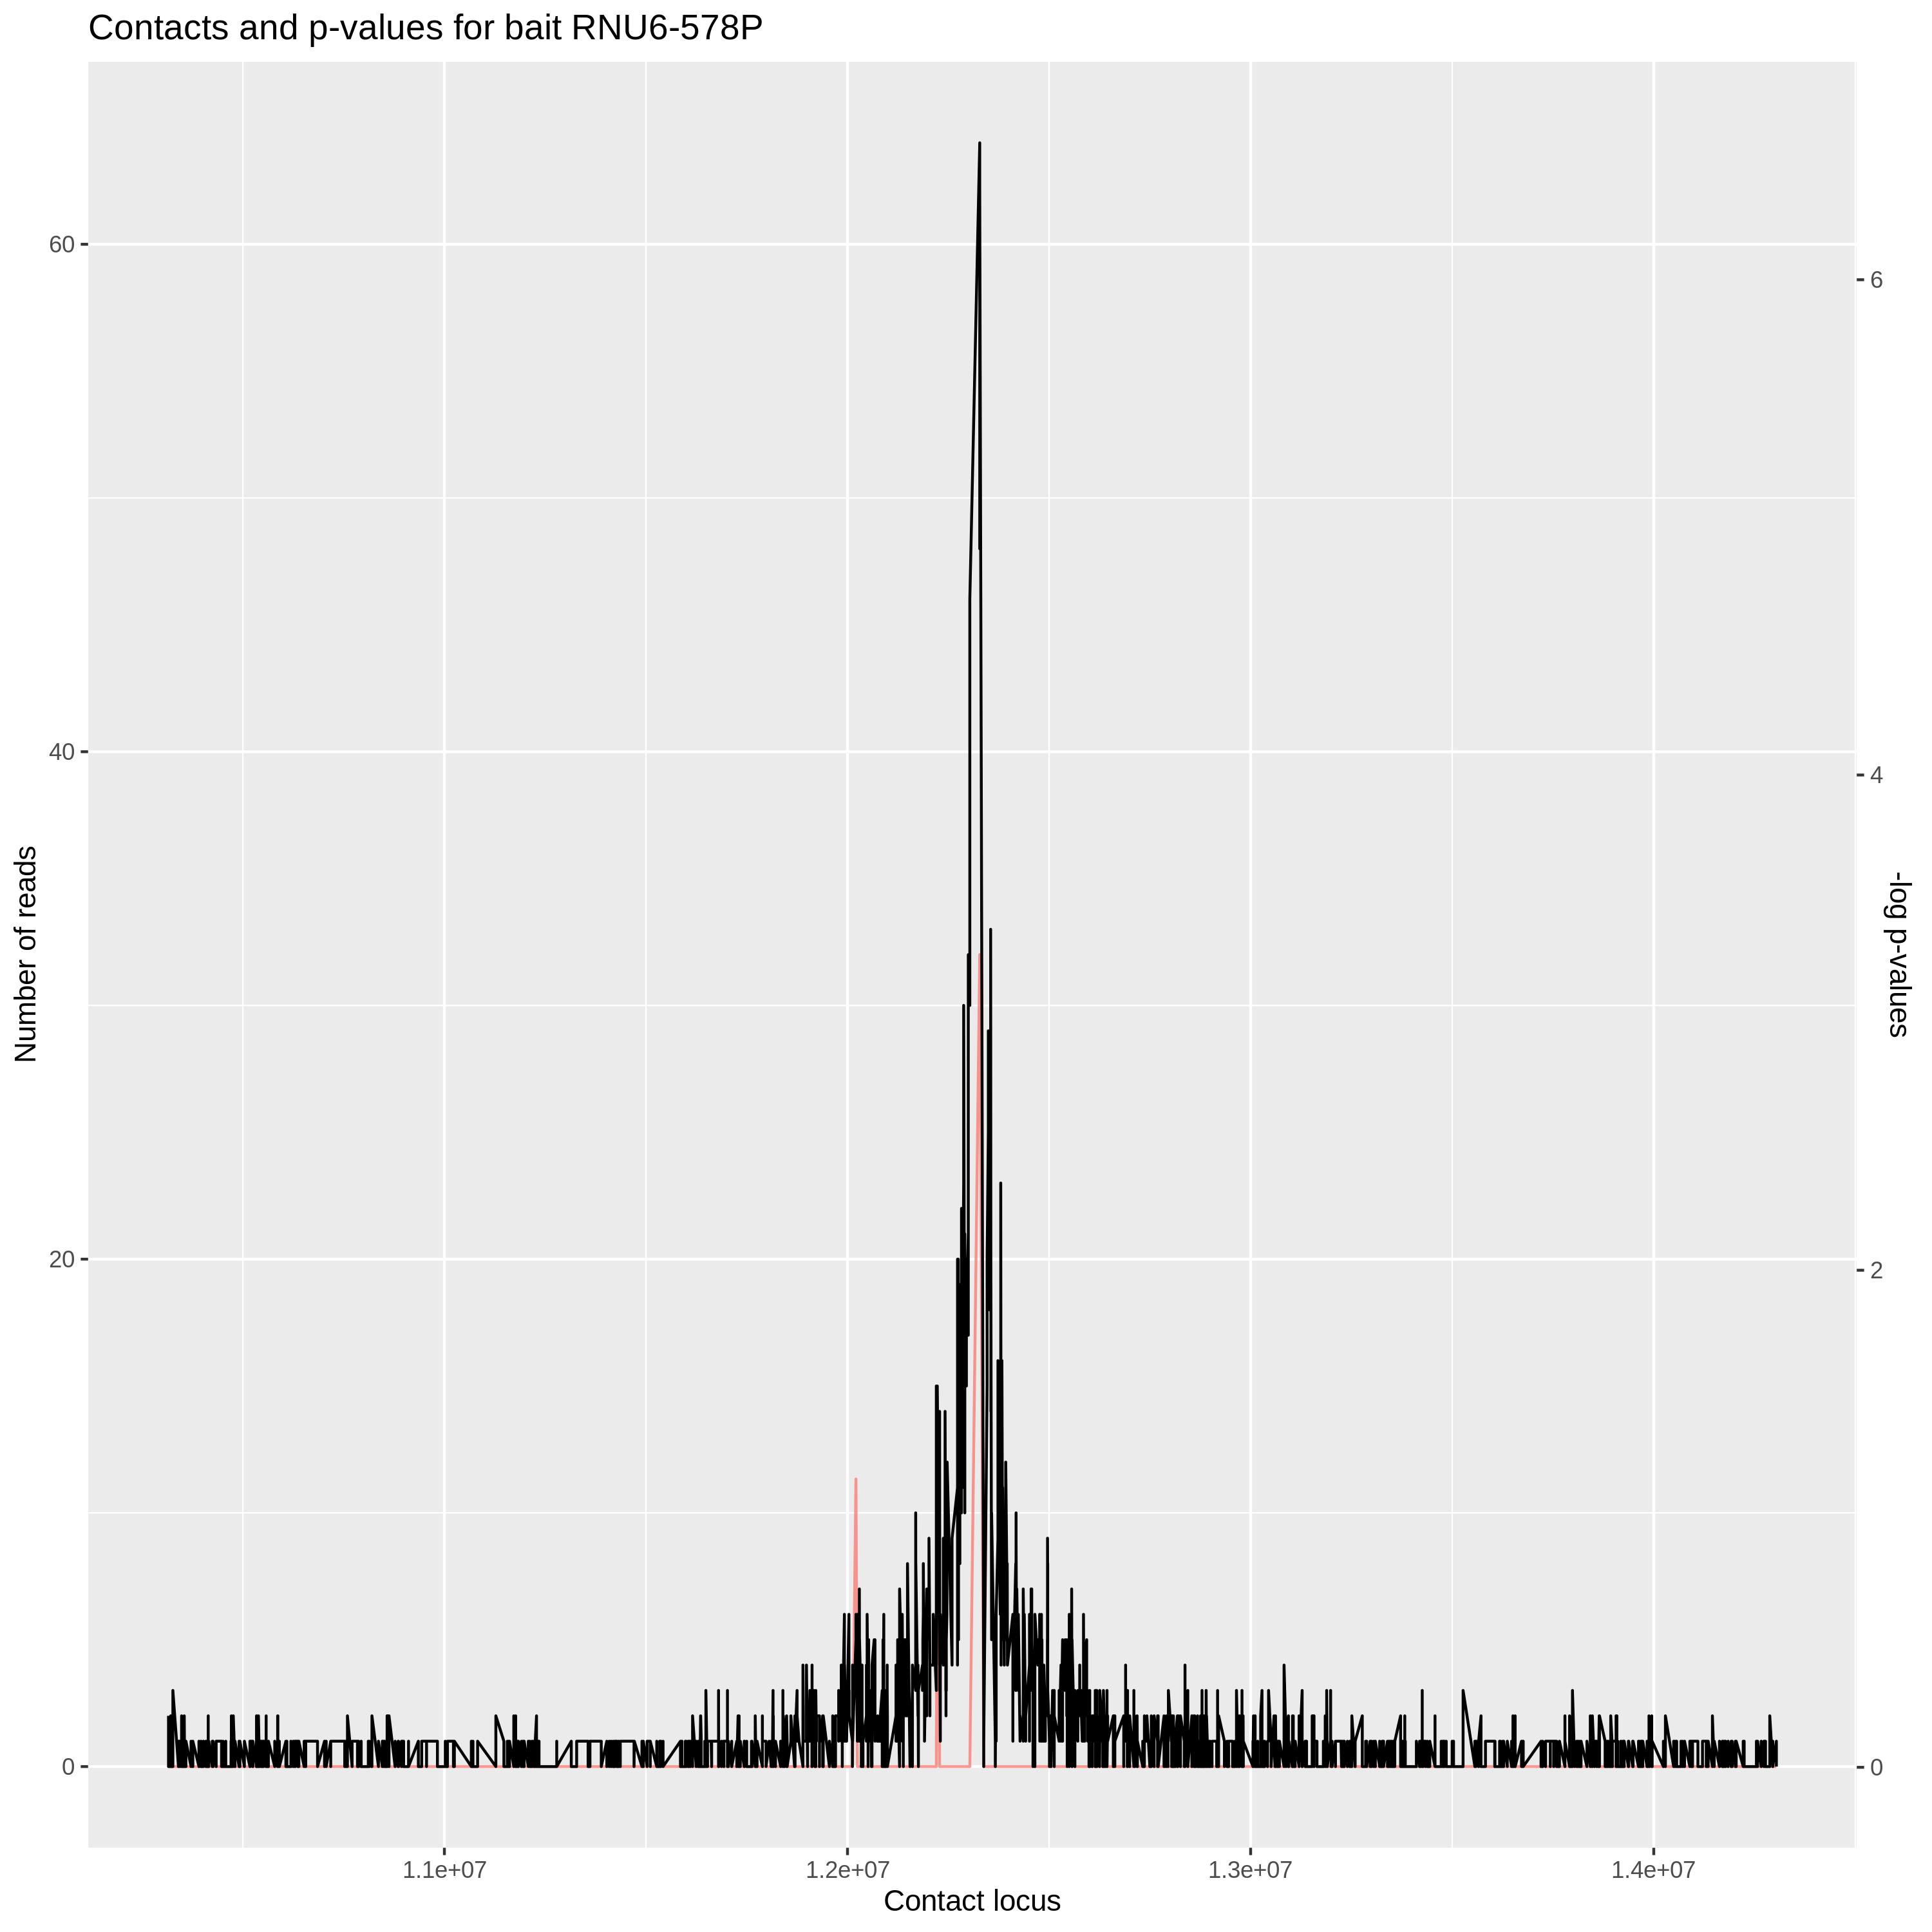 Contacts and p-values for bait RNU6-578P
60
40
20
0
Number of reads
6
4
2
0
-log p-values
1.1e+07
1.2e+07
1.3e+07
1.4e+07
Contact locus